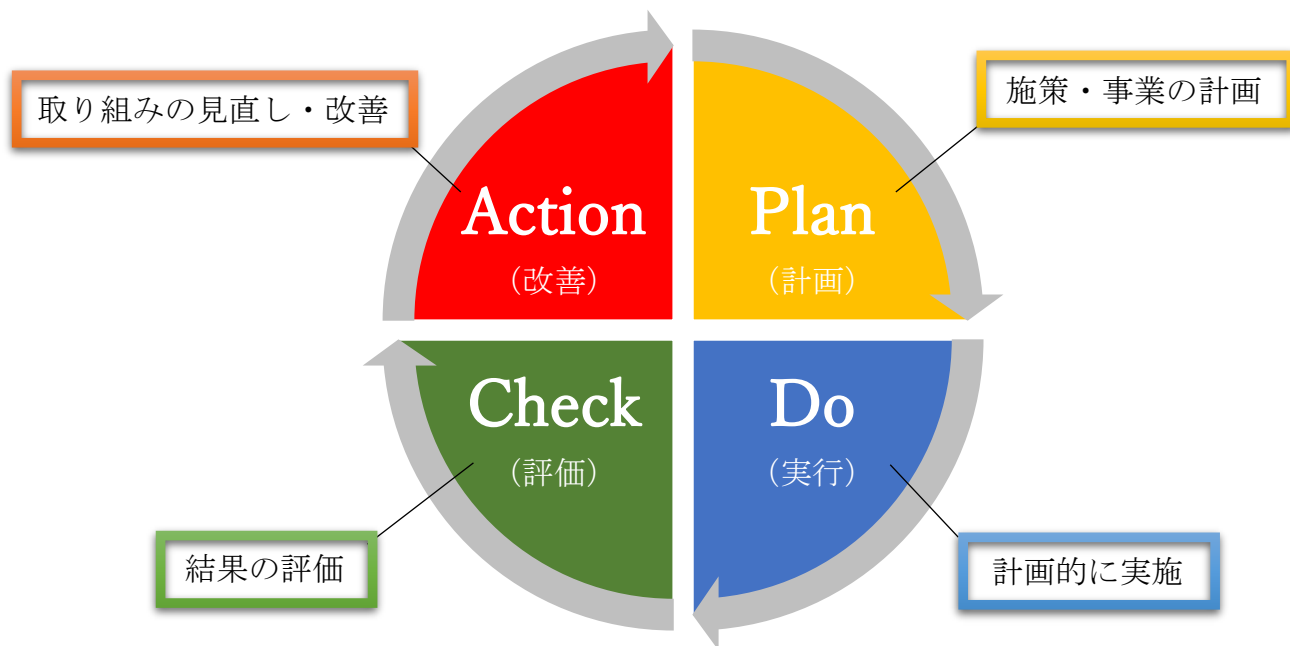 取り組みの見直し・改善
施策・事業の計画
Action
(改善)
Plan
(計画)
Check
(評価)
Do
(実行)
結果の評価
計画的に実施